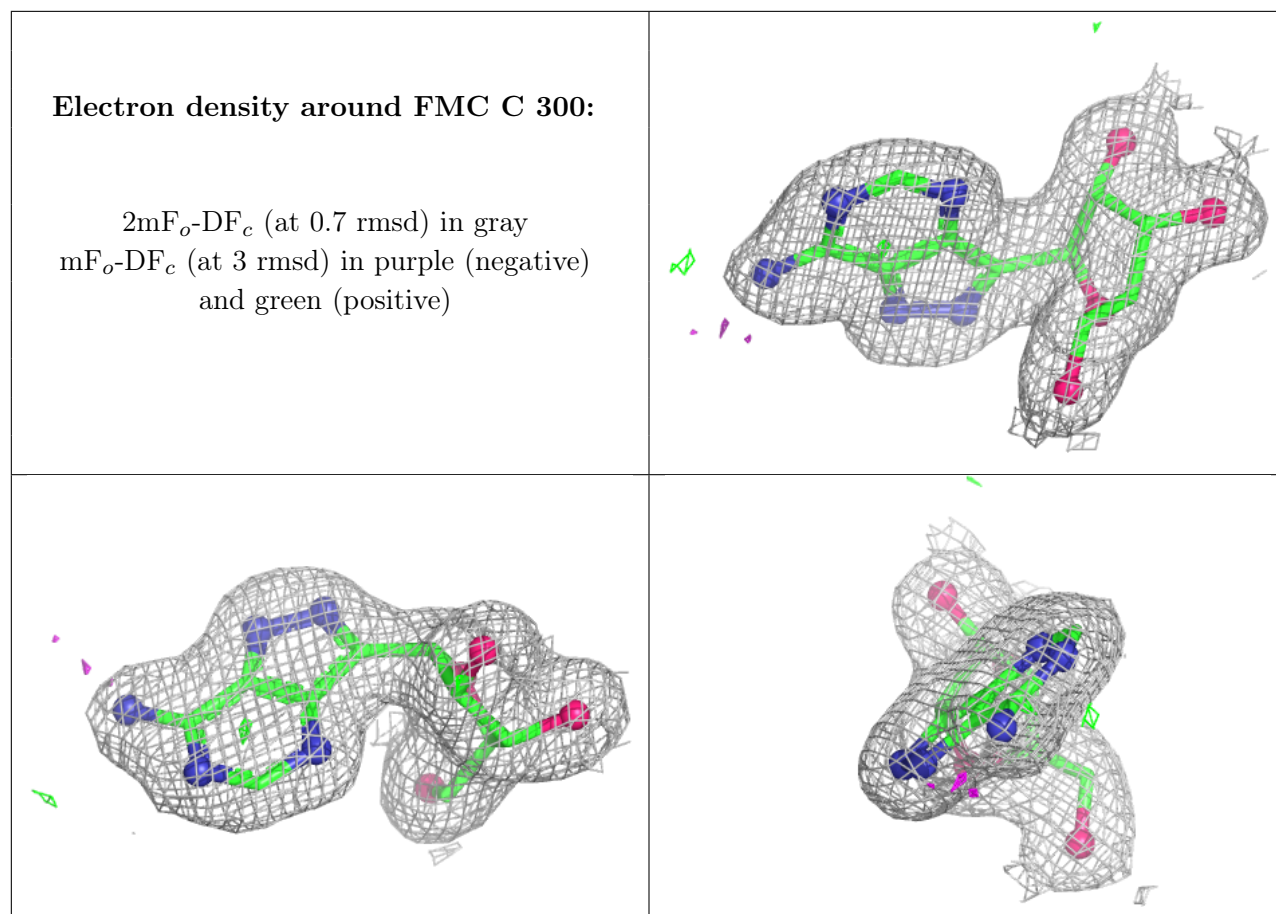 Electron density around FMC C 300:
2mFo-DFc (at 0.7 rmsd) in gray
mFo-DFc (at 3 rmsd) in purple (negative)
and green (positive)